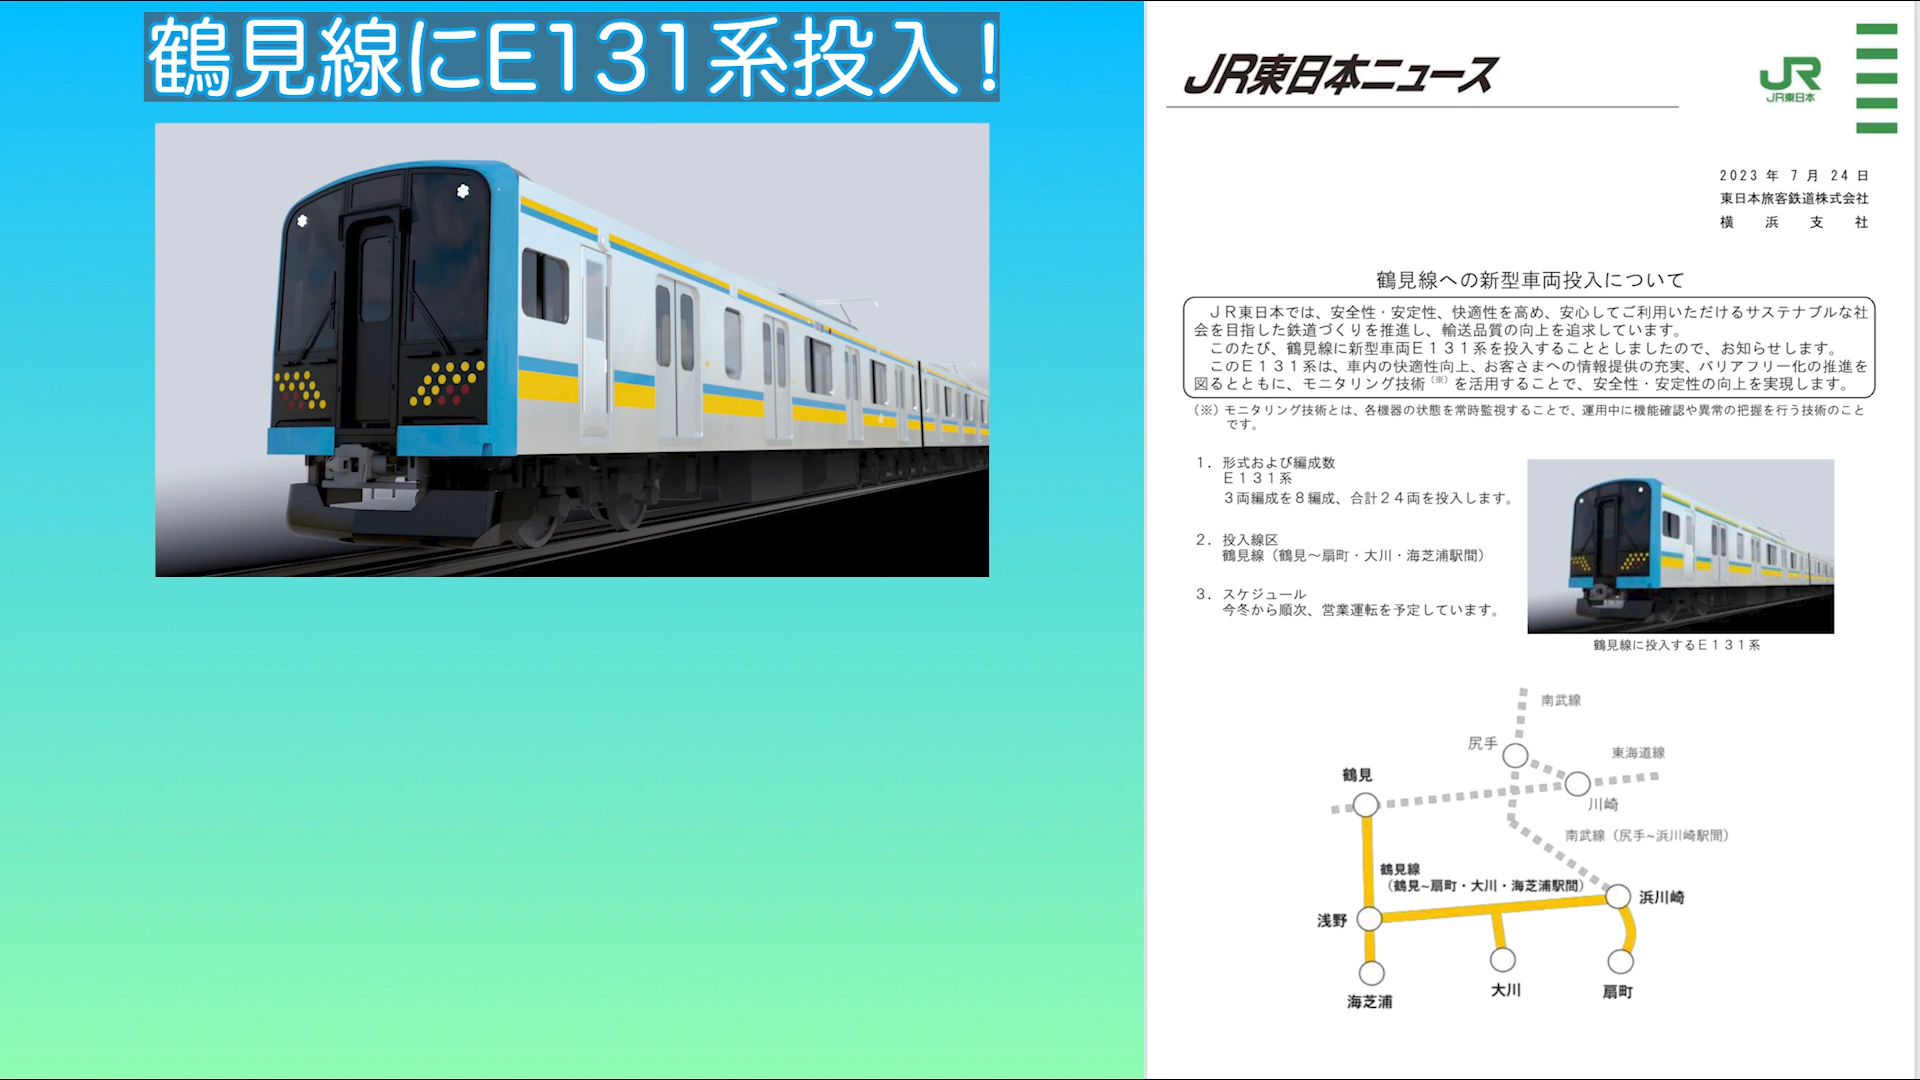 鶴見線にE131系投入！
JR東日本ニュース
JR
JR東日本
2023 年 7 月 24 日
東日本旅客鉄道株式会社
横 浜 支 社
鶴見線への新型車両投入について
ＪＲ東日本では、安全性・安定性、快適性を高め、安心してご利用いただけるサステナブルな社
会を目指した鉄道づくりを推進し、輸送品質の向上を追求しています。
このたび、鶴見線に新型車両Ｅ１３１系を投入することとしましたので、お知らせします。
このＥ１３１系は、車内の快適性向上、お客さまへの情報提供の充実、バリアフリー化の推進を
図るとともに、モニタリング技術（※）を活用することで、安全性・安定性の向上を実現します。
（※）モニタリング技術とは、各機器の状態を常時監視することで、運用中に機能確認や異常の把握を行う技術のこと
です。
１．形式および編成数
Ｅ１３１系
３両編成を８編成、合計２４両を投入します。
２．投入線区
鶴見線（鶴見～扇町・大川・海芝浦駅間）
３．スケジュール
今冬から順次、営業運転を予定しています。
鶴見線に投入するＥ１３１系
南武線
尻手
東海道線
鶴見
川崎
南武線（尻手~浜川崎駅間）
鶴見線
（鶴見~扇町・大川・海芝浦駅間）
浜川崎
浅野
大川
扇町
海芝浦